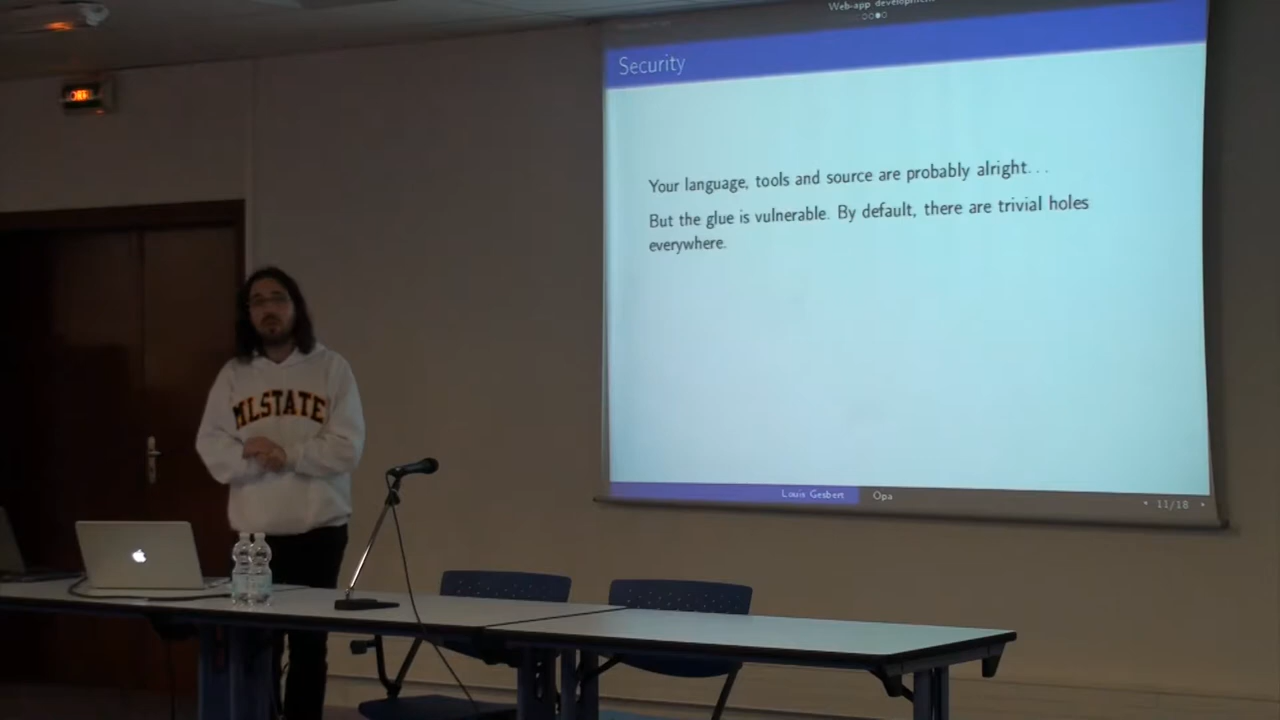 Web-app development
Security
Your language, tools and source are probably alright...
But the glue is vulnerable. By default, there are trivial holes
everywhere.
MLSTATE
Louis Gesbert
Opa
11/18